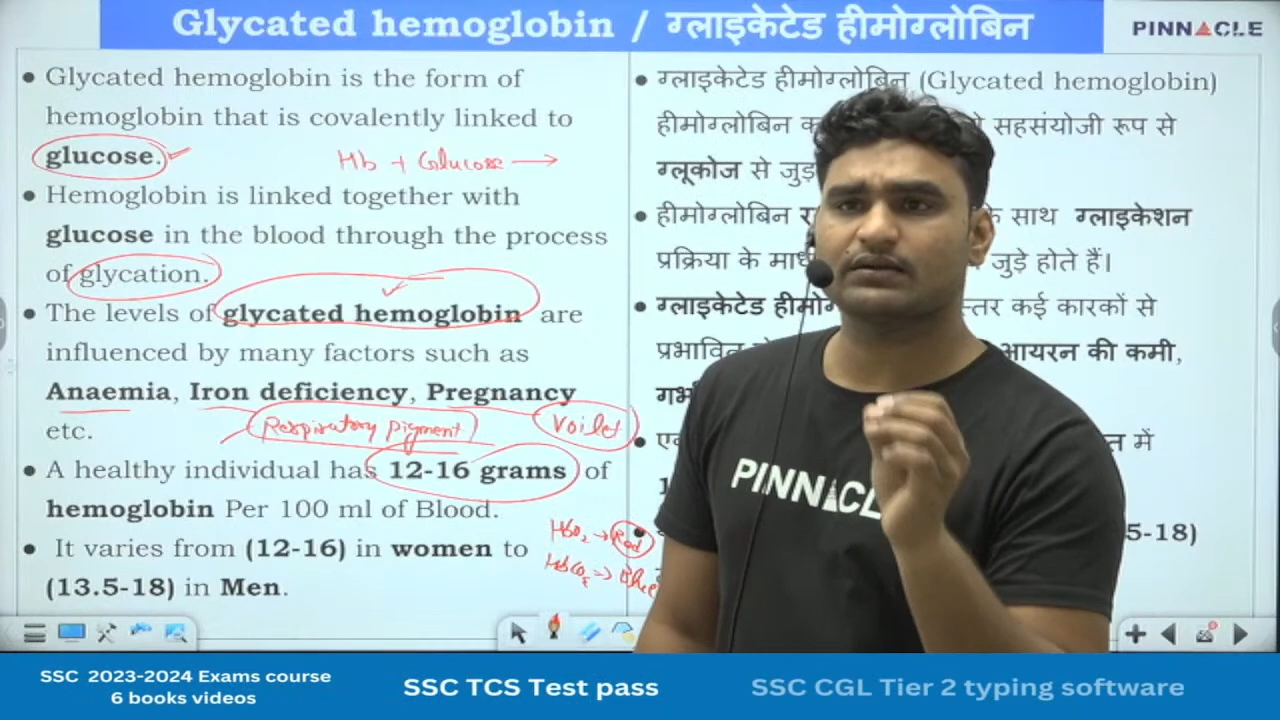 Glycated hemoglobin / ग्लाइकेटेड हीमोग्लोबिन
PINNACLE
• Glycated hemoglobin is the form of
hemoglobin that is covalently linked to
glucose.
Hb + Glucose →
• Hemoglobin is linked together with
glucose in the blood through the process
of glycation.
• The levels of glycated hemoglobin are
influenced by many factors such as
Anaemia, Iron deficiency, Pregnancy
etc.
Respiratory pigment
Voilet
• A healthy individual has 12-16 grams of
hemoglobin Per 100 ml of Blood.
• It varies from (12-16) in women to
(13.5-18) in Men.
HbO₂ → Red
HbCO₂ → Blue
• ग्लाइकेटेड हीमोग्लोबिन (Glycated hemoglobin)
हीमोग्लोबिन सहसंयोजी रूप से
ग्लूकोज से
• हीमोग्लोबिन के साथ ग्लाइकेशन
प्रक्रिया के जुड़े होते हैं।
• ग्लाइकेटेड स्तर कई कारकों से
प्रभावित आयरन की कमी,
में
5-18)
PINNACLE
SSC 2023-2024 Exams course
6 books videos
SSC TCS Test pass
SSC CGL Tier 2 typing software